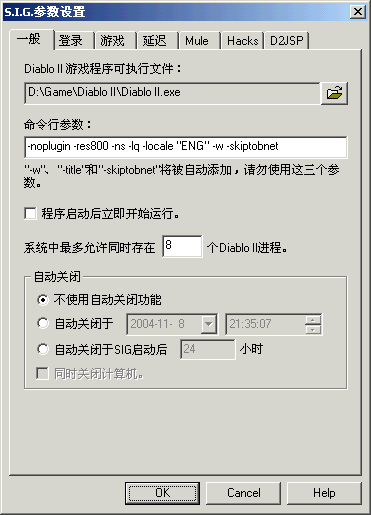 S.I.G.参数设置
一般 登录 游戏 延迟 Mule Hacks D2JSP
Diablo II 游戏程序可执行文件：
D:\Game\Diablo II\Diablo II.exe
命令行参数：
-noplugin -res800 -ns -lq -locale "ENG" -w -skiptobnet
"-w"、"-title"和"-skiptobnet"将被自动添加，请勿使用这三个参
数。
程序启动后立即开始运行。
系统中最多允许同时存在 8 个Diablo II进程。
自动关闭
不使用自动关闭功能
自动关闭于 2004-11- 8 21:35:07
自动关闭于SIG启动后 24 小时
同时关闭计算机。
OK Cancel Help